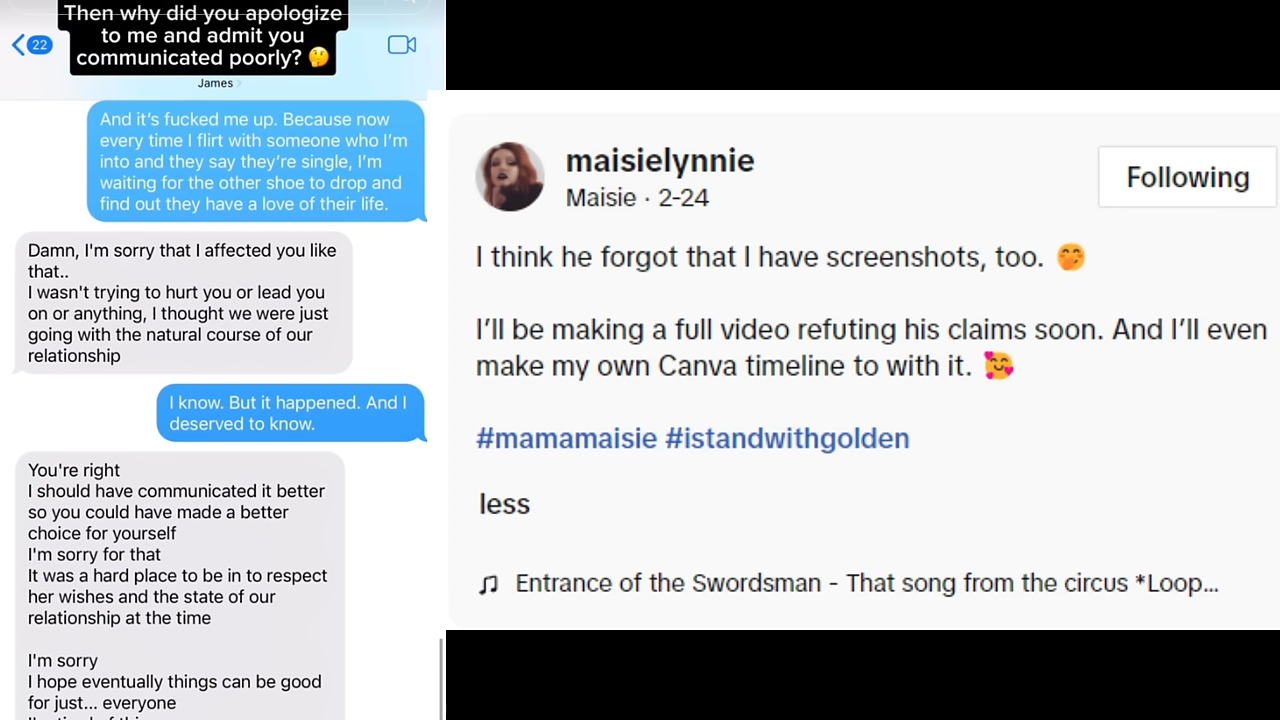 Then why did you apologize
to me and admit you
communicated poorly? 🤔
22
James
And it’s fucked me up. Because now
every time I flirt with someone who I’m
into and they say they’re single, I’m
waiting for the other shoe to drop and
find out they have a love of their life.
Damn, I'm sorry that I affected you like
that..
I wasn't trying to hurt you or lead you
on or anything, I thought we were just
going with the natural course of our
relationship
I know. But it happened. And I
deserved to know.
You're right
I should have communicated it better
so you could have made a better
choice for yourself
I'm sorry for that
It was a hard place to be in to respect
her wishes and the state of our
relationship at the time
I'm sorry
I hope eventually things can be good
for just... everyone
maisielynnie
Maisie · 2-24
Following
I think he forgot that I have screenshots, too. 🤭
I’ll be making a full video refuting his claims soon. And I’ll even
make my own Canva timeline to with it. 🥰
#mamamaisie #istandwithgolden
less
Entrance of the Swordsman - That song from the circus *Loop...